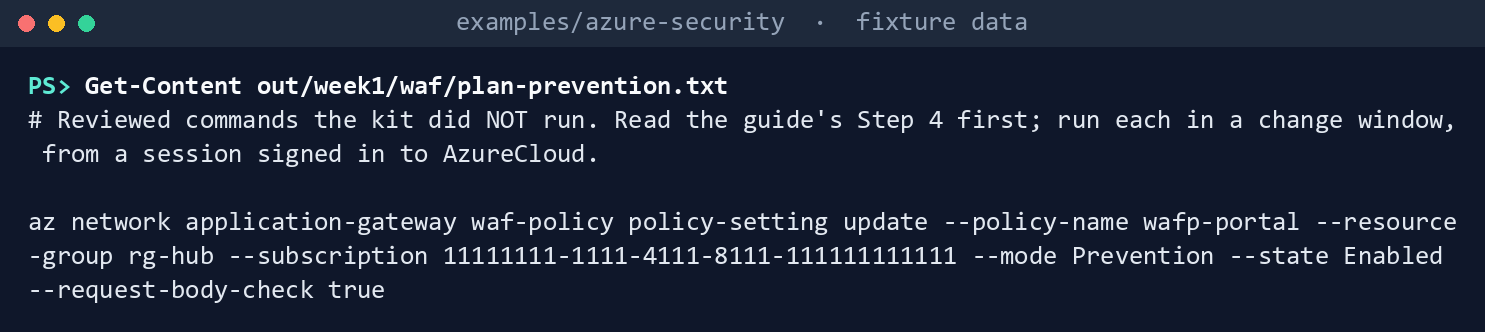 examples/azure-security · fixture data
PS> Get-Content out/week1/waf/plan-prevention.txt
# Reviewed commands the kit did NOT run. Read the guide's Step 4 first; run each in a change window,
from a session signed in to AzureCloud.
az network application-gateway waf-policy policy-setting update --policy-name wafp-portal --resource
-group rg-hub --subscription 11111111-1111-4111-8111-111111111111 --mode Prevention --state Enabled
--request-body-check true